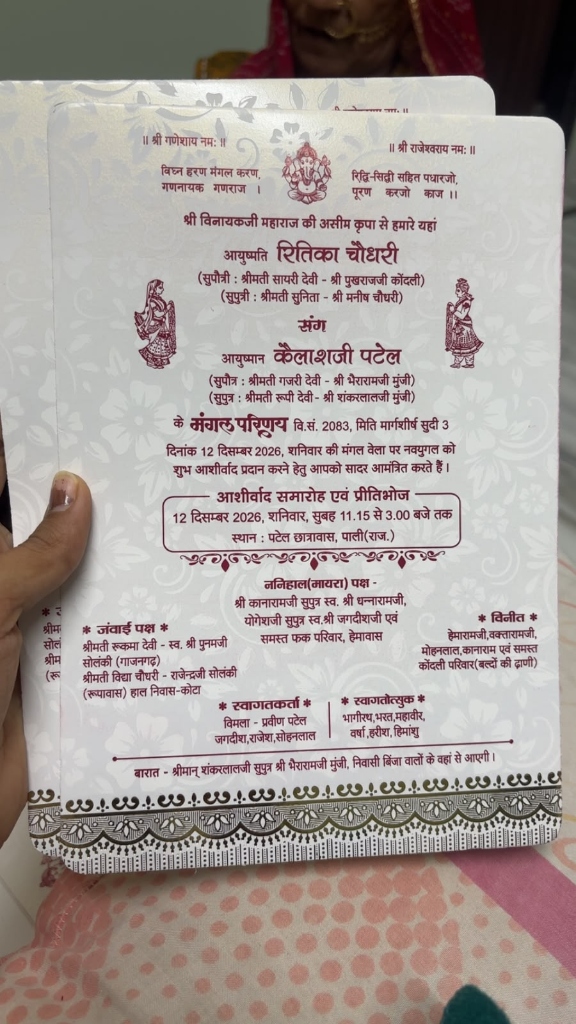 ॥ श्री गणेशाय नमः ॥
॥ श्री राजेश्वराय नमः ॥
विघ्न हरण मंगल करण,
गणनायक गणराज ।
रिद्धि-सिद्धी सहित पधारजो,
पूरण करजो काज ।।
श्री विनायकजी महाराज की असीम कृपा से हमारे यहां
आयुष्मति रितिका चौधरी
(सुपौत्री : श्रीमती सायरी देवी - श्री पुखराजजी कोंदली)
(सुपुत्री : श्रीमती सुनिता - श्री मनीष चौधरी)
संग
आयुष्मान कैलाशजी पटेल
(सुपौत्र : श्रीमती गजरी देवी - श्री भैरारामजी मुंजी)
(सुपुत्र : श्रीमती रूपी देवी- श्री शंकरलालजी मुंजी)
के मंगल परिणय वि.सं. 2083, मिति मार्गशीर्ष सुदी 3
दिनांक 12 दिसम्बर 2026, शनिवार की मंगल वेला पर नवयुगल को
शुभ आशीर्वाद प्रदान करने हेतु आपको सादर आमंत्रित करते हैं ।
आशीर्वाद समारोह एवं प्रीतिभोज
12 दिसम्बर 2026, शनिवार, सुबह 11.15 से 3.00 बजे तक
स्थान : पटेल छात्रावास, पाली(राज.)
ननिहाल(मायरा) पक्ष -
श्री कानारामजी सुपुत्र स्व. श्री धन्नारामजी,
योगेशजी सुपुत्र स्व.श्री जगदीशजी एवं
समस्त फक परिवार, हेमावास
* जंवाई पक्ष *
श्रीमती रूकमा देवी - स्व. श्री पुनमजी
सोलंकी (गाजनगढ़)
श्रीमती विद्या चौधरी - राजेन्द्रजी सोलंकी
(रूपावास) हाल निवास-कोटा
* विनीत *
हेमारामजी,वक्तारामजी,
मोहनलाल,कानाराम एवं समस्त
कोंदली परिवार(बल्दों की ढ़ाणी)
* स्वागतकर्ता *
विमला - प्रवीण पटेल
जगदीश,राजेश,सोहनलाल
* स्वागतोत्सुक *
भागीरथ,भरत,महावीर,
वर्षा,हरीश,हिमांशु
बारात - श्रीमान् शंकरलालजी सुपुत्र श्री भैरारामजी मुंजी, निवासी बिंजा वालों के वहां से आएगी ।